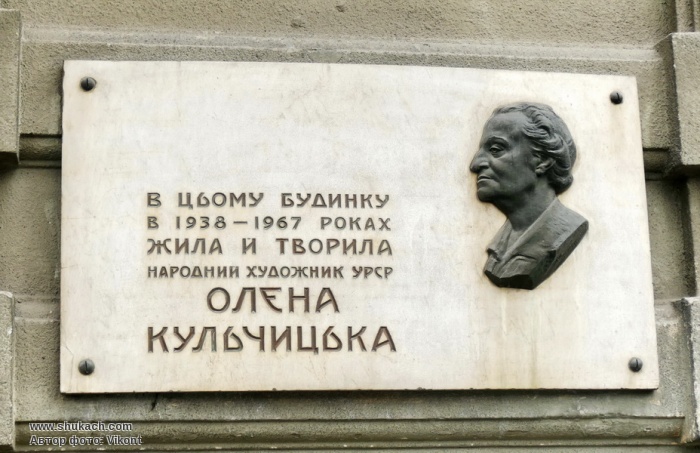 В ЦЬОМУ БУДИНКУ
В 1938–1967 РОКАХ
ЖИЛА И ТВОРИЛА
НАРОДНИЙ ХУДОЖНИК УРСР
ОЛЕНА
КУЛЬЧИЦЬКА
www.shukach.com
Автор фото: Vikont